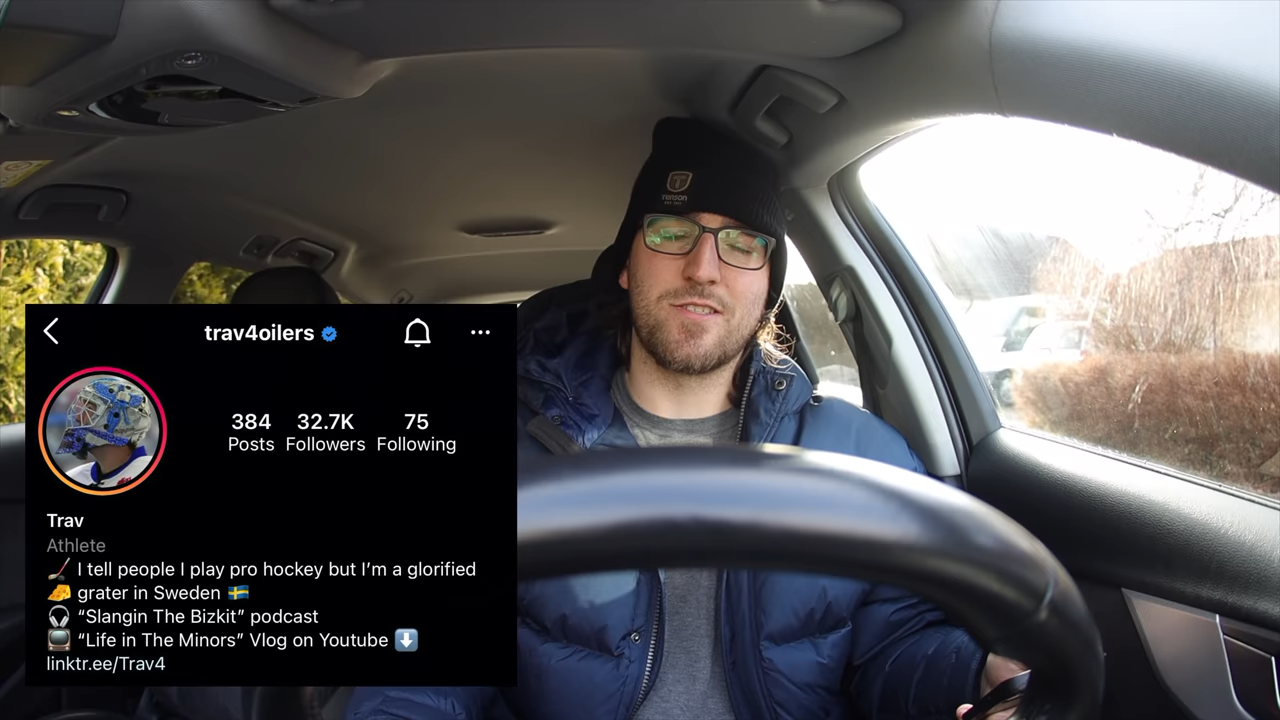 trav4oilers
384 32.7K 75
Posts Followers Following
Trav
Athlete
🏒 I tell people I play pro hockey but I'm a glorified
🧀 grater in Sweden 🇸🇪
🎧 “Slangin The Bizkit” podcast
📺 “Life in The Minors” Vlog on Youtube ⬇️
linktr.ee/Trav4
TENSON